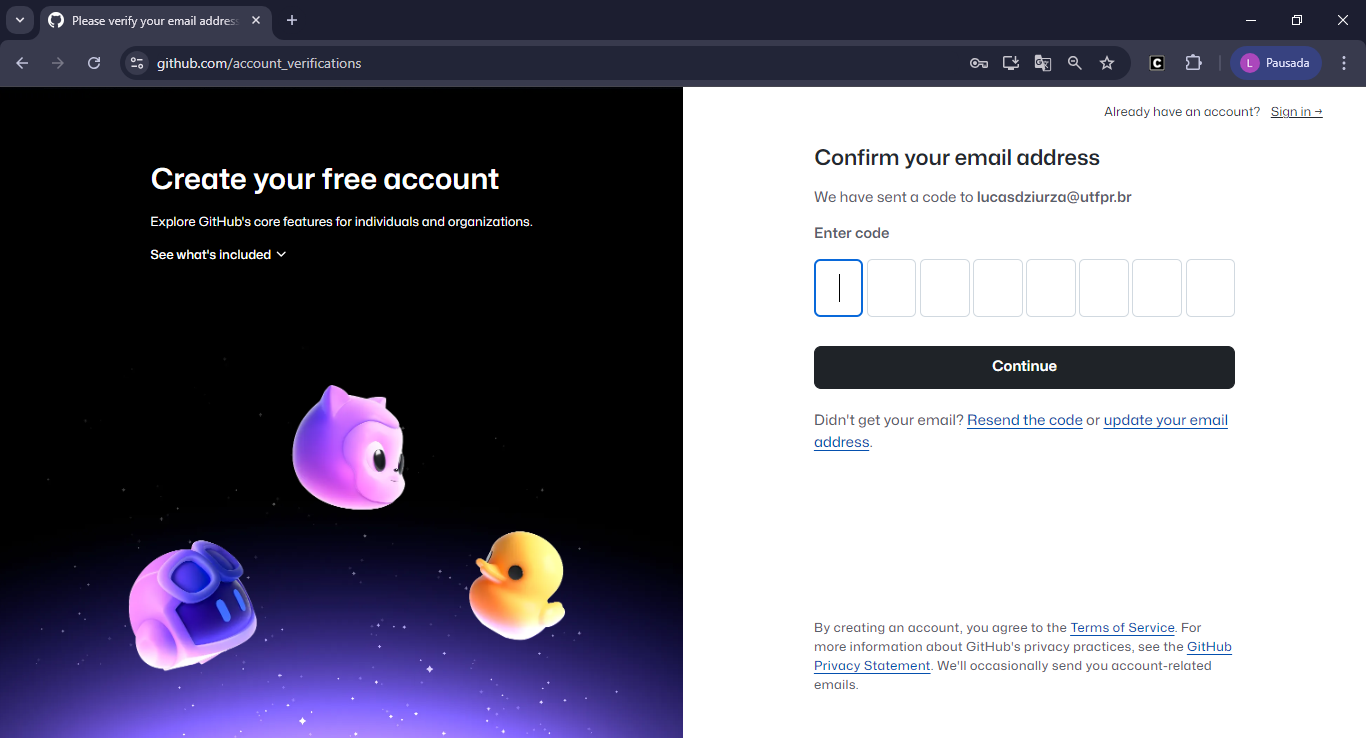 Please verify your email address
github.com/account_verifications
L Pausada
Already have an account? Sign in →
Create your free account
Explore GitHub's core features for individuals and organizations.
See what's included
Confirm your email address
We have sent a code to lucasdziurza@utfpr.br
Enter code
Continue
Didn't get your email? Resend the code or update your email
address.
By creating an account, you agree to the Terms of Service. For
more information about GitHub's privacy practices, see the GitHub
Privacy Statement. We'll occasionally send you account-related
emails.